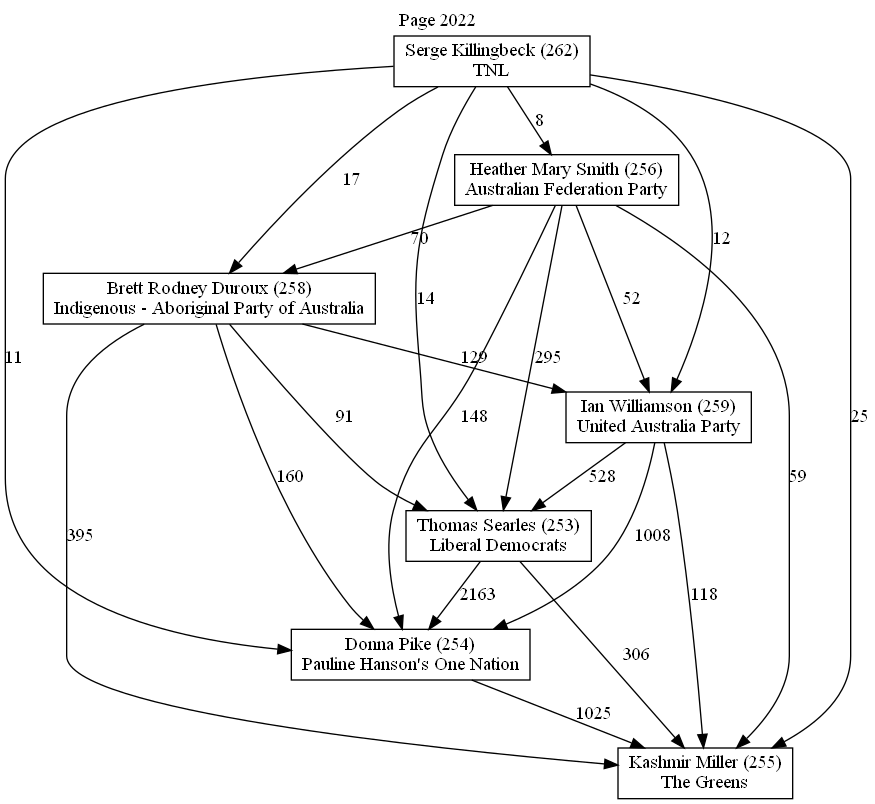 Page 2022
Serge Killingbeck (262)
TNL
8
Heather Mary Smith (256)
Australian Federation Party
17
70
12
Brett Rodney Duroux (258)
Indigenous - Aboriginal Party of Australia
14
52
11
129
295
Ian Williamson (259)
United Australia Party
91
148
25
160
528
59
395
Thomas Searles (253)
Liberal Democrats
1008
2163
118
Donna Pike (254)
Pauline Hanson's One Nation
306
1025
Kashmir Miller (255)
The Greens